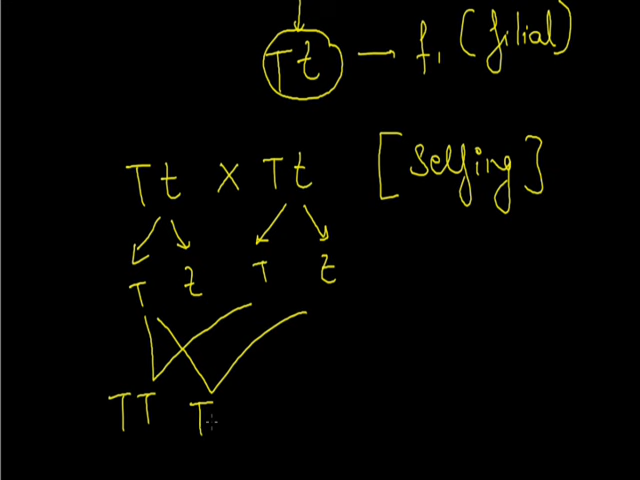 Tt — f₁ (filial)
Tt X Tt [Selfing]
T t T t
TT T